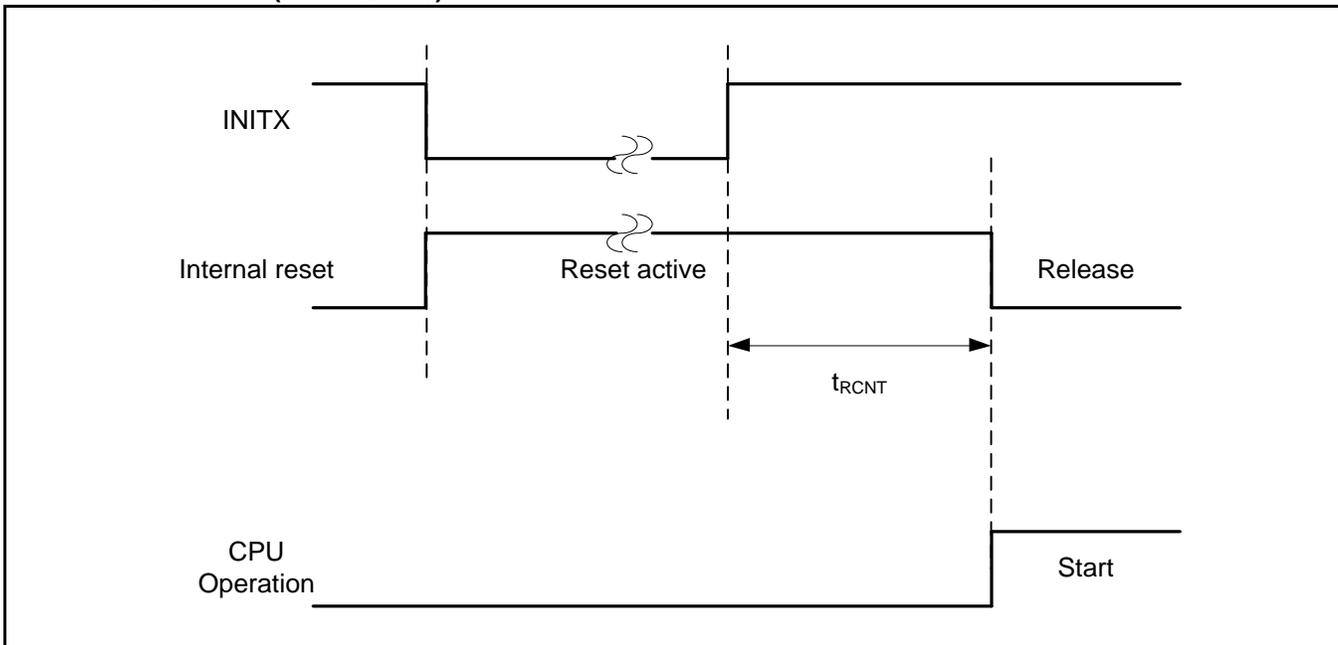 INITX
Internal reset
Reset active
Release
tRCNT
CPU
Operation
Start